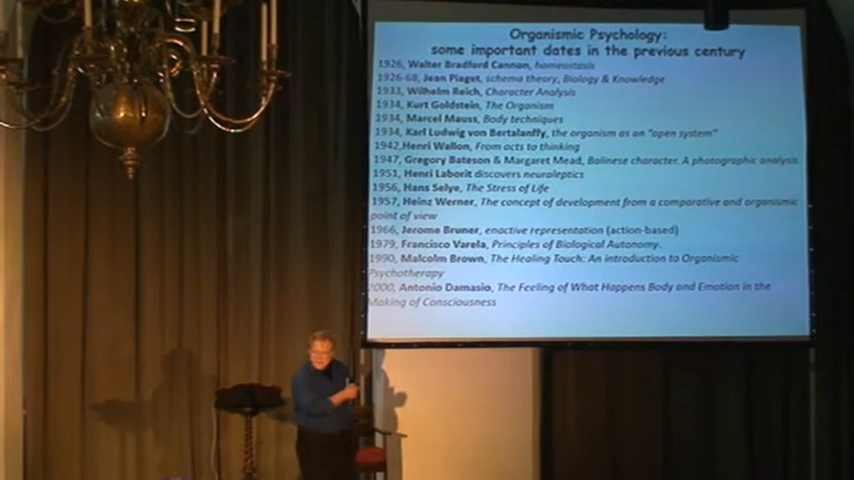 Organismic Psychology:
some important dates in the previous century
1926, Walter Bradford Cannon, homeostasis
1926-68, Jean Piaget, schema theory, Biology & Knowledge
1933, Wilhelm Reich, Character Analysis
1934, Kurt Goldstein, The Organism
1934, Marcel Mauss, Body techniques
1934, Karl Ludwig von Bertalanffy, the organism as an "open system"
1942,Henri Wallon, From acts to thinking
1947, Gregory Bateson & Margaret Mead, Balinese character. A photographic analysis.
1951, Henri Laborit discovers neuroleptics
1956, Hans Selye, The Stress of Life
1957, Heinz Werner, The concept of development from a comparative and organismic
point of view
1966, Jerome Bruner, enactive representation (action-based)
1979, Francisco Varela, Principles of Biological Autonomy.
1990, Malcolm Brown, The Healing Touch: An introduction to Organismic
Psychotherapy
2000, Antonio Damasio, The Feeling of What Happens Body and Emotion in the
Making of Consciousness